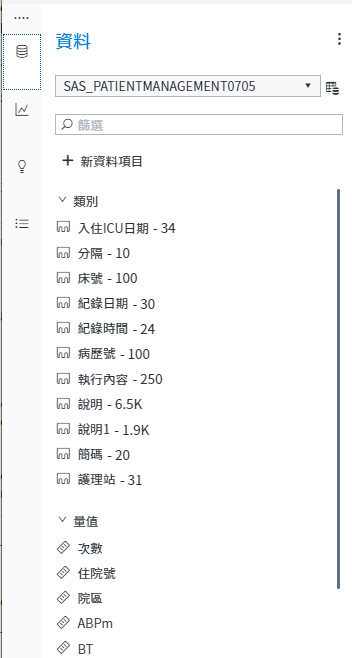 資料
SAS_PATIENTMANAGEMENT0705
篩選
新資料項目
類別
入住ICU日期 - 34
分隔 - 10
床號 - 100
紀錄日期 - 30
紀錄時間 - 24
病歷號 - 100
執行內容 - 250
說明 - 6.5K
說明1 - 1.9K
簡碼 - 20
護理站 - 31
量值
次數
住院號
院區
ABPm
BT